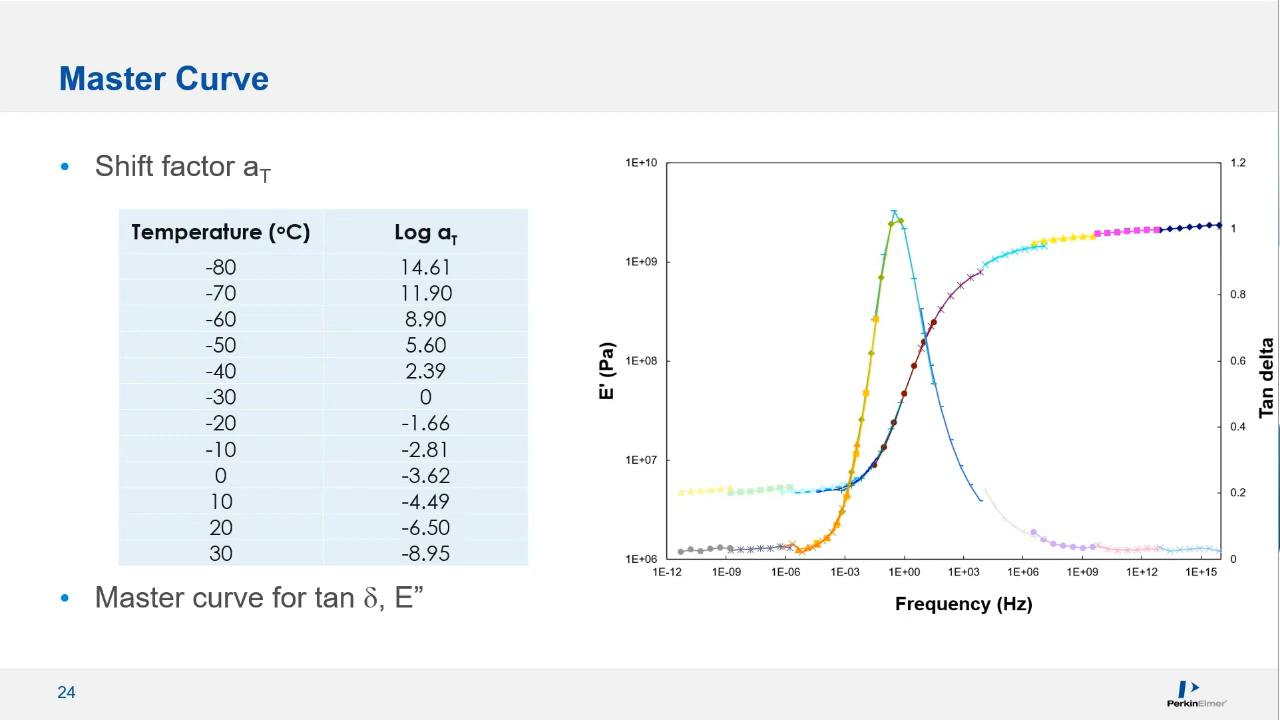 Master Curve
• Shift factor aT
Temperature (°C) Log aT
-80 14.61
-70 11.90
-60 8.90
-50 5.60
-40 2.39
-30 0
-20 -1.66
-10 -2.81
0 -3.62
10 -4.49
20 -6.50
30 -8.95
• Master curve for tan δ, E”
1E+10
1E+09
1E+08
1E+07
1E+06
E' (Pa)
1.2
1
0.8
0.6
0.4
0.2
0
Tan delta
1E-12 1E-09 1E-06 1E-03 1E+00 1E+03 1E+06 1E+09 1E+12 1E+15
Frequency (Hz)
24
PerkinElmer